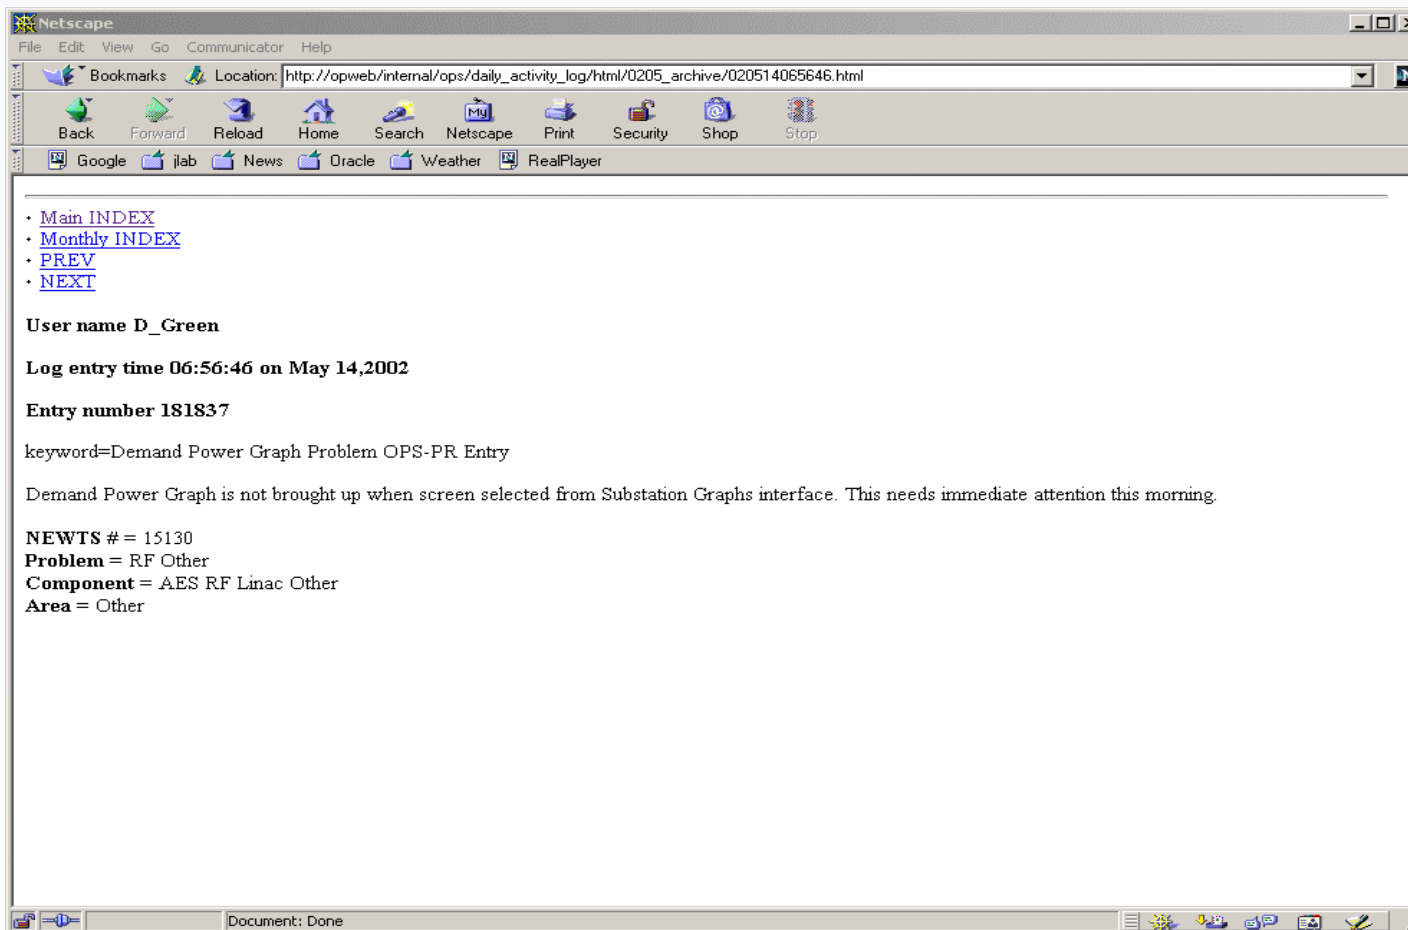 Netscape
File Edit View Go Communicator Help
Bookmarks Location: http://opweb/internal/ops/daily_activity_log/html/0205_archive/020514065646.html
My
Back Forward Reload Home Search Netscape Print Security Shop Stop
Google jlab News Oracle Weather RealPlayer
Main INDEX
Monthly INDEX
PREV
NEXT
User name D_Green
Log entry time 06:56:46 on May 14,2002
Entry number 181837
keyword=Demand Power Graph Problem OPS-PR Entry
Demand Power Graph is not brought up when screen selected from Substation Graphs interface. This needs immediate attention this morning.
NEWTS # = 15130
Problem = RF Other
Component = AES RF Linac Other
Area = Other
Document: Done